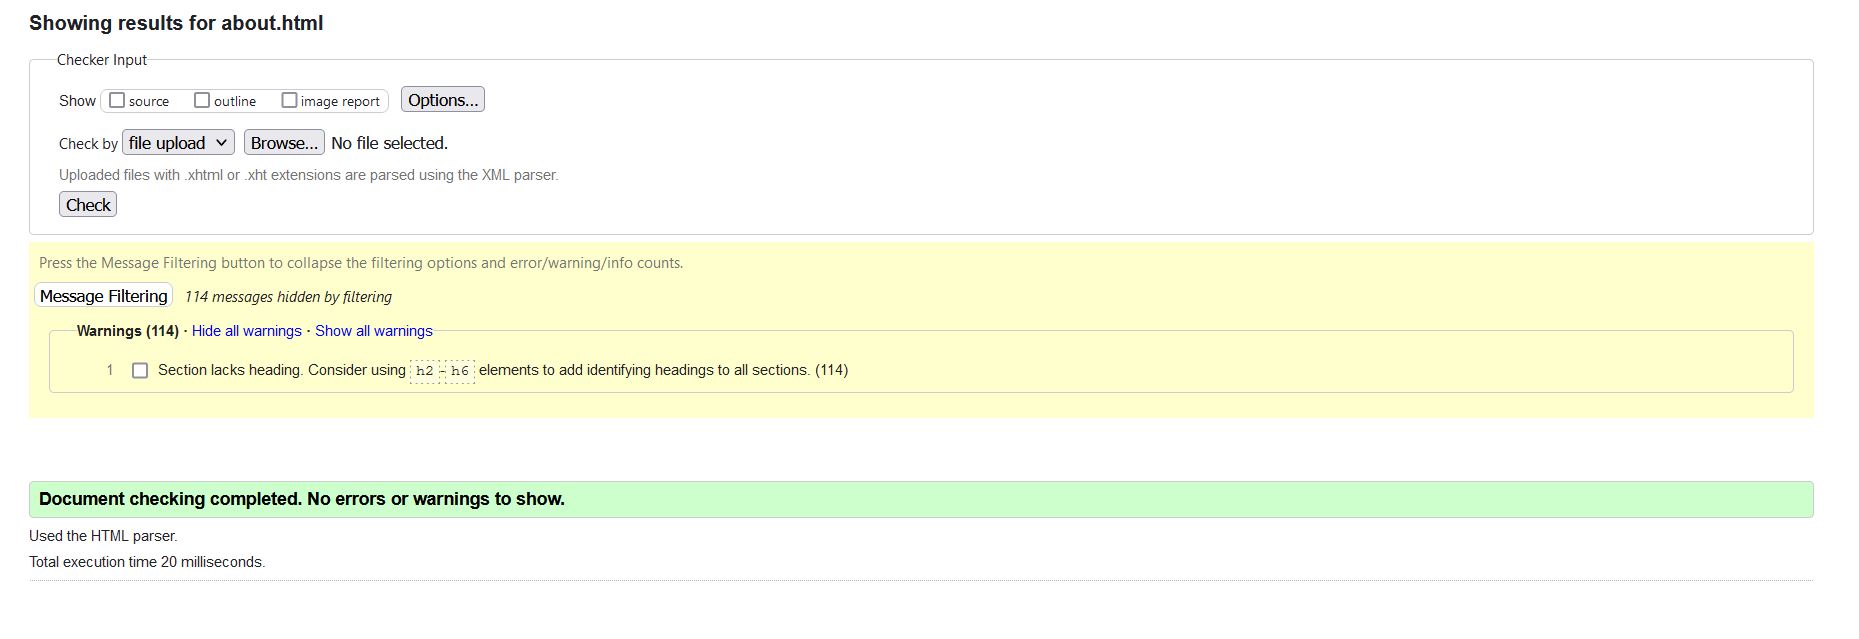 Showing results for about.html
Checker Input
Show source outline image report Options...
Check by file upload Browse... No file selected.
Uploaded files with .xhtml or .xht extensions are parsed using the XML parser.
Check
Press the Message Filtering button to collapse the filtering options and error/warning/info counts.
Message Filtering 114 messages hidden by filtering
Warnings (114) · Hide all warnings · Show all warnings
1 Section lacks heading. Consider using h2-h6 elements to add identifying headings to all sections. (114)
Document checking completed. No errors or warnings to show.
Used the HTML parser.
Total execution time 20 milliseconds.